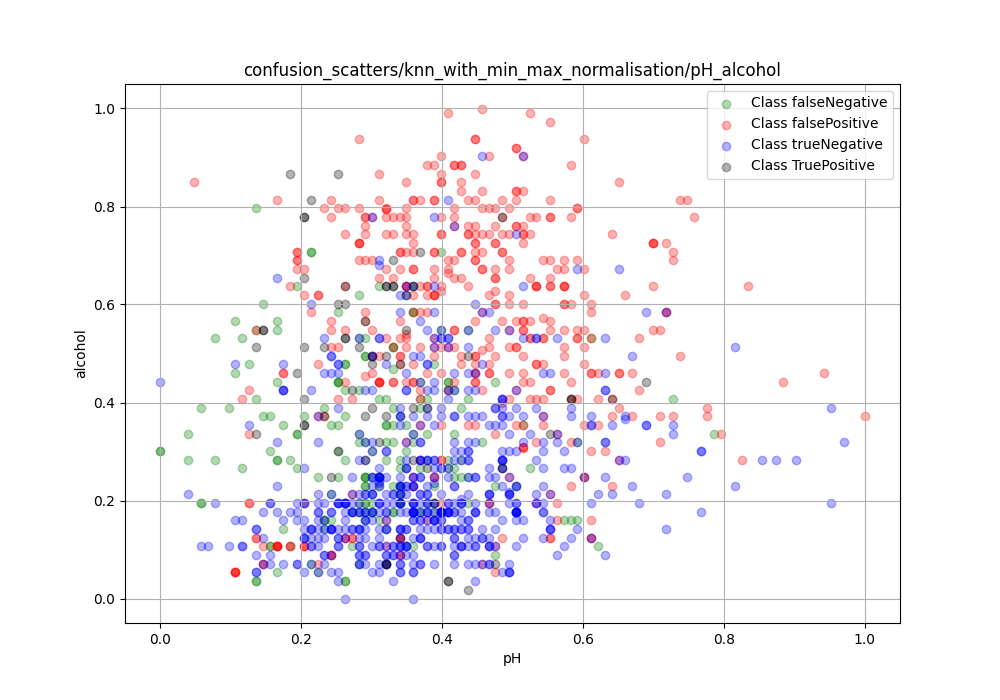 confusion_scatters/knn_with_min_max_normalisation/pH_alcohol
Class falseNegative
Class falsePositive
Class trueNegative
Class TruePositive
1.0
0.8
0.6
0.4
0.2
0.0
alcohol
0.0 0.2 0.4 0.6 0.8 1.0
pH